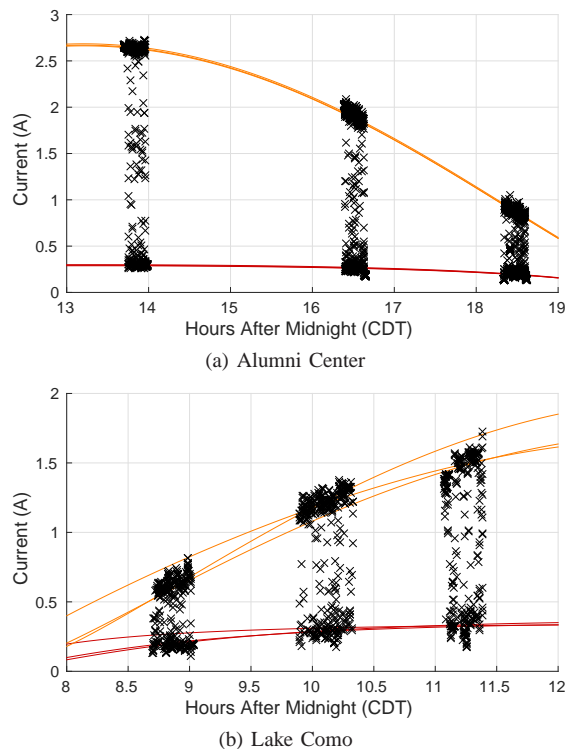 3
2.5
2
1.5
1
0.5
0
Current (A)
13 14 15 16 17 18 19
Hours After Midnight (CDT)
(a) Alumni Center
2
1.5
1
0.5
0
Current (A)
8 8.5 9 9.5 10 10.5 11 11.5 12
Hours After Midnight (CDT)
(b) Lake Como